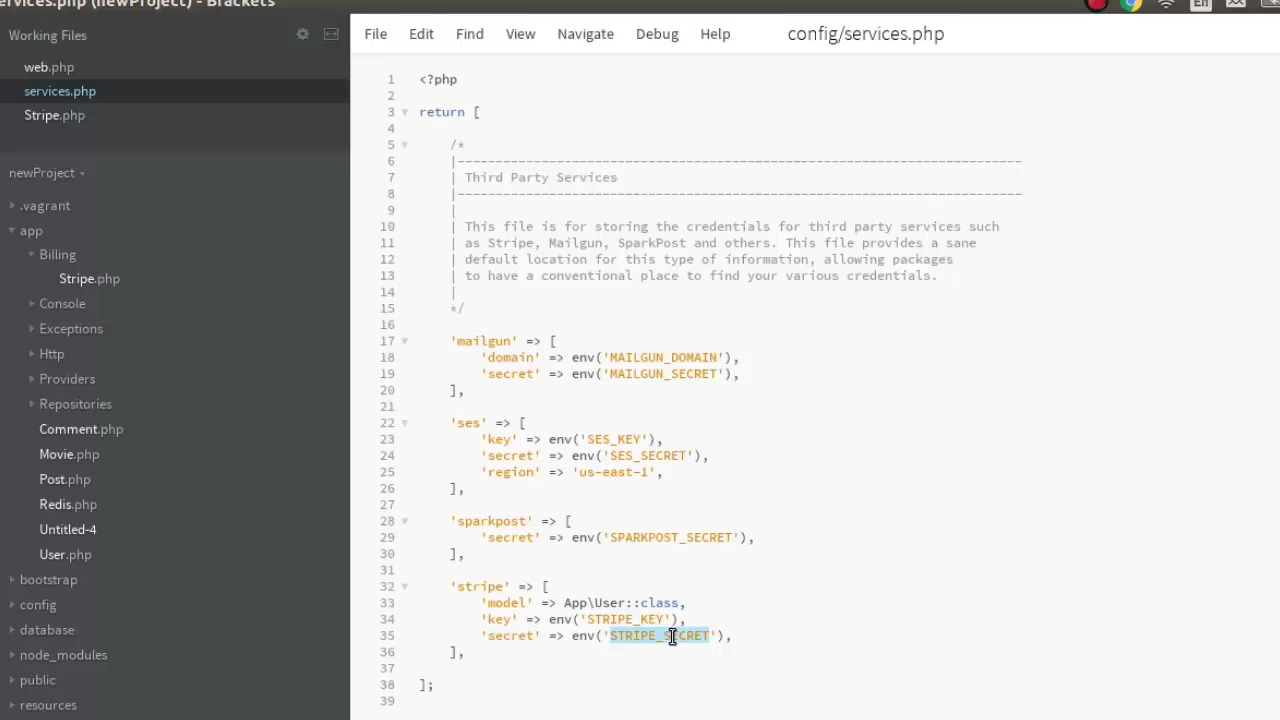 ervices.php (newProject) - Brackets
En
Working Files
web.php
services.php
Stripe.php
newProject
.vagrant
app
Billing
Stripe.php
Console
Exceptions
Http
Providers
Repositories
Comment.php
Movie.php
Post.php
Redis.php
Untitled-4
User.php
bootstrap
config
database
node_modules
public
resources
File Edit Find View Navigate Debug Help config/services.php
1 <?php
2
3 return [
4
5 /*
6 |--------------------------------------------------------------------------
7 | Third Party Services
8 |--------------------------------------------------------------------------
9 |
10 | This file is for storing the credentials for third party services such
11 | as Stripe, Mailgun, SparkPost and others. This file provides a sane
12 | default location for this type of information, allowing packages
13 | to have a conventional place to find your various credentials.
14 |
15 */
16
17 'mailgun' => [
18 'domain' => env('MAILGUN_DOMAIN'),
19 'secret' => env('MAILGUN_SECRET'),
20 ],
21
22 'ses' => [
23 'key' => env('SES_KEY'),
24 'secret' => env('SES_SECRET'),
25 'region' => 'us-east-1',
26 ],
27
28 'sparkpost' => [
29 'secret' => env('SPARKPOST_SECRET'),
30 ],
31
32 'stripe' => [
33 'model' => App\User::class,
34 'key' => env('STRIPE_KEY'),
35 'secret' => env('STRIPE_SECRET'),
36 ],
37
38 ];
39